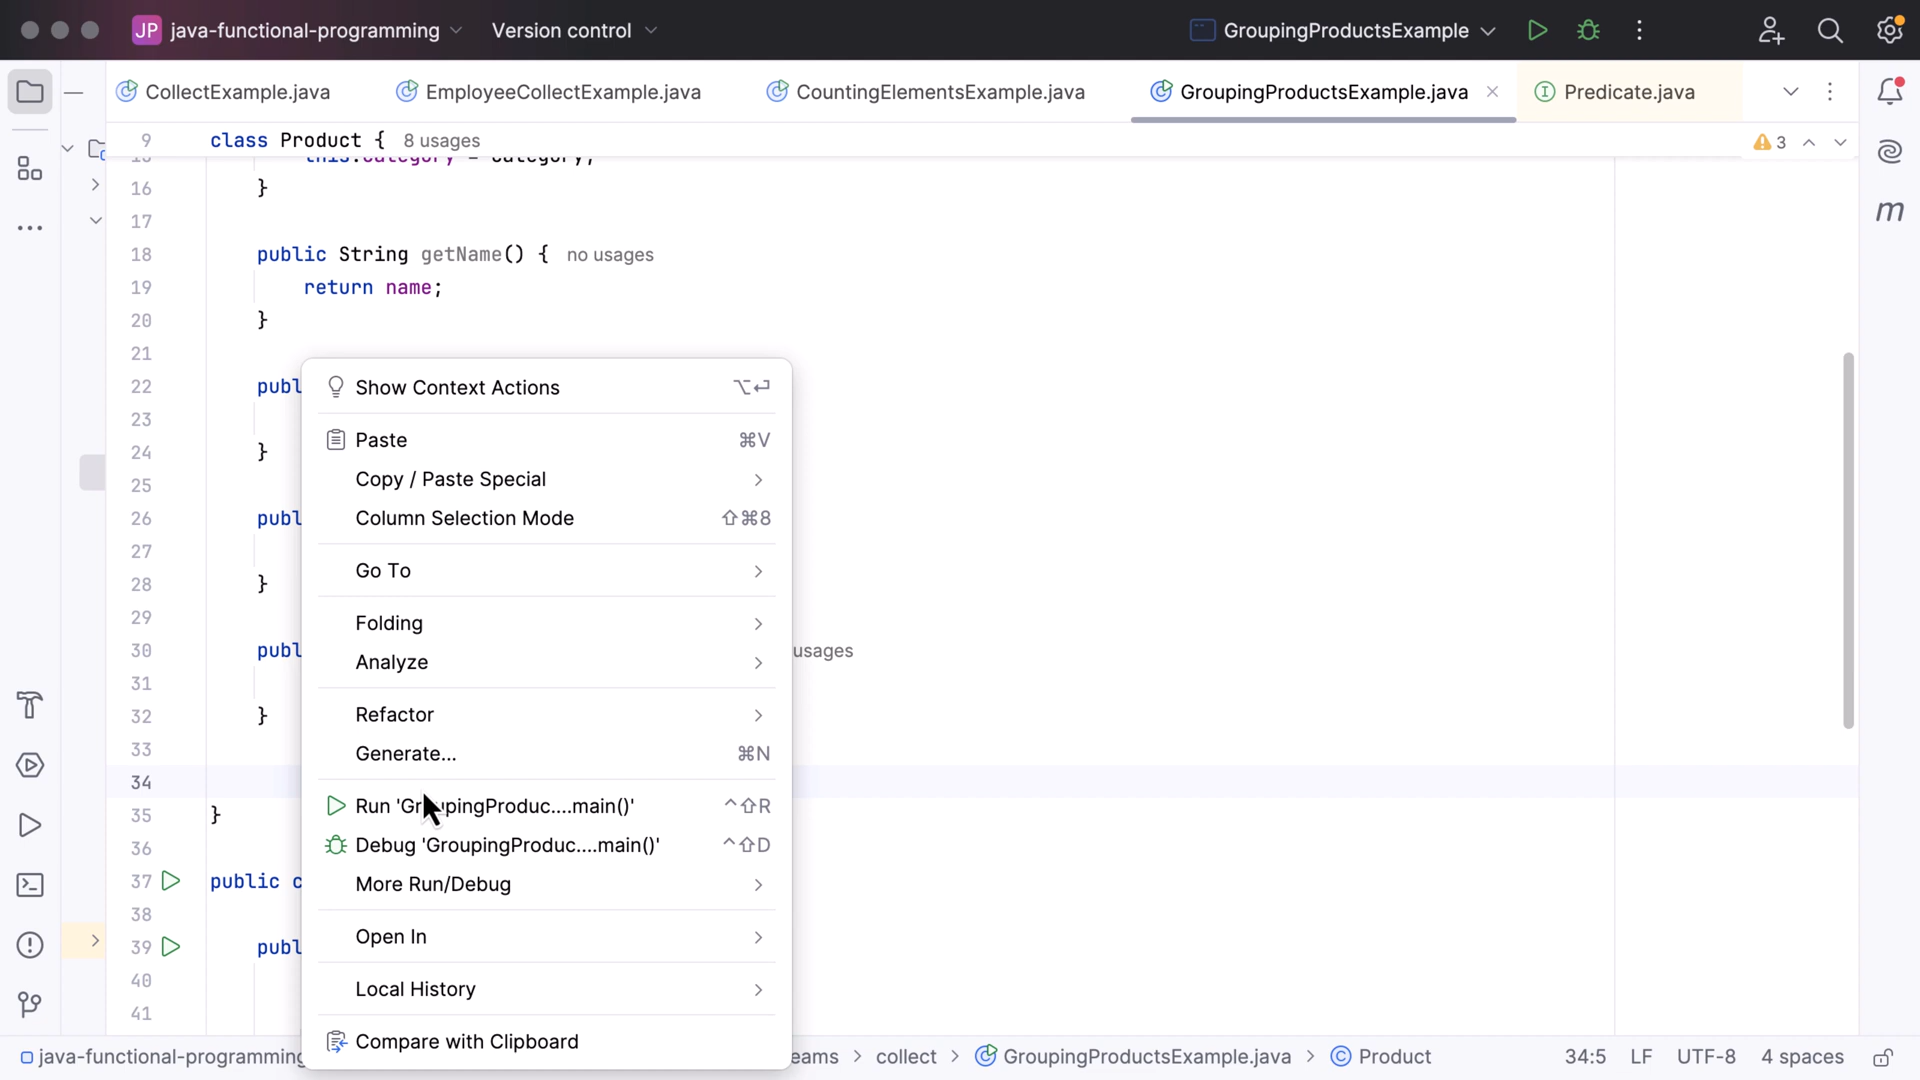 JP java-functional-programming Version control GroupingProductsExample
CollectExample.java EmployeeCollectExample.java CountingElementsExample.java GroupingProductsExample.java Predicate.java
9 class Product { 8 usages 3
16 }
17
18 public String getName() { no usages
19 return name;
20 }
21
22 publ
23
24 }
25
26 publ
27
28 }
29
30 publ usages
31
32 }
33
34
35 }
36
37 public c
38
39 publ
40
41
Show Context Actions ⌥↩
Paste ⌘V
Copy / Paste Special
Column Selection Mode ⇧⌘8
Go To
Folding
Analyze
Refactor
Generate... ⌘N
Run 'GroupingProduc....main()' ^⇧R
Debug 'GroupingProduc....main()' ^⇧D
More Run/Debug
Open In
Local History
Compare with Clipboard
java-functional-programming eams > collect > GroupingProductsExample.java > Product 34:5 LF UTF-8 4 spaces